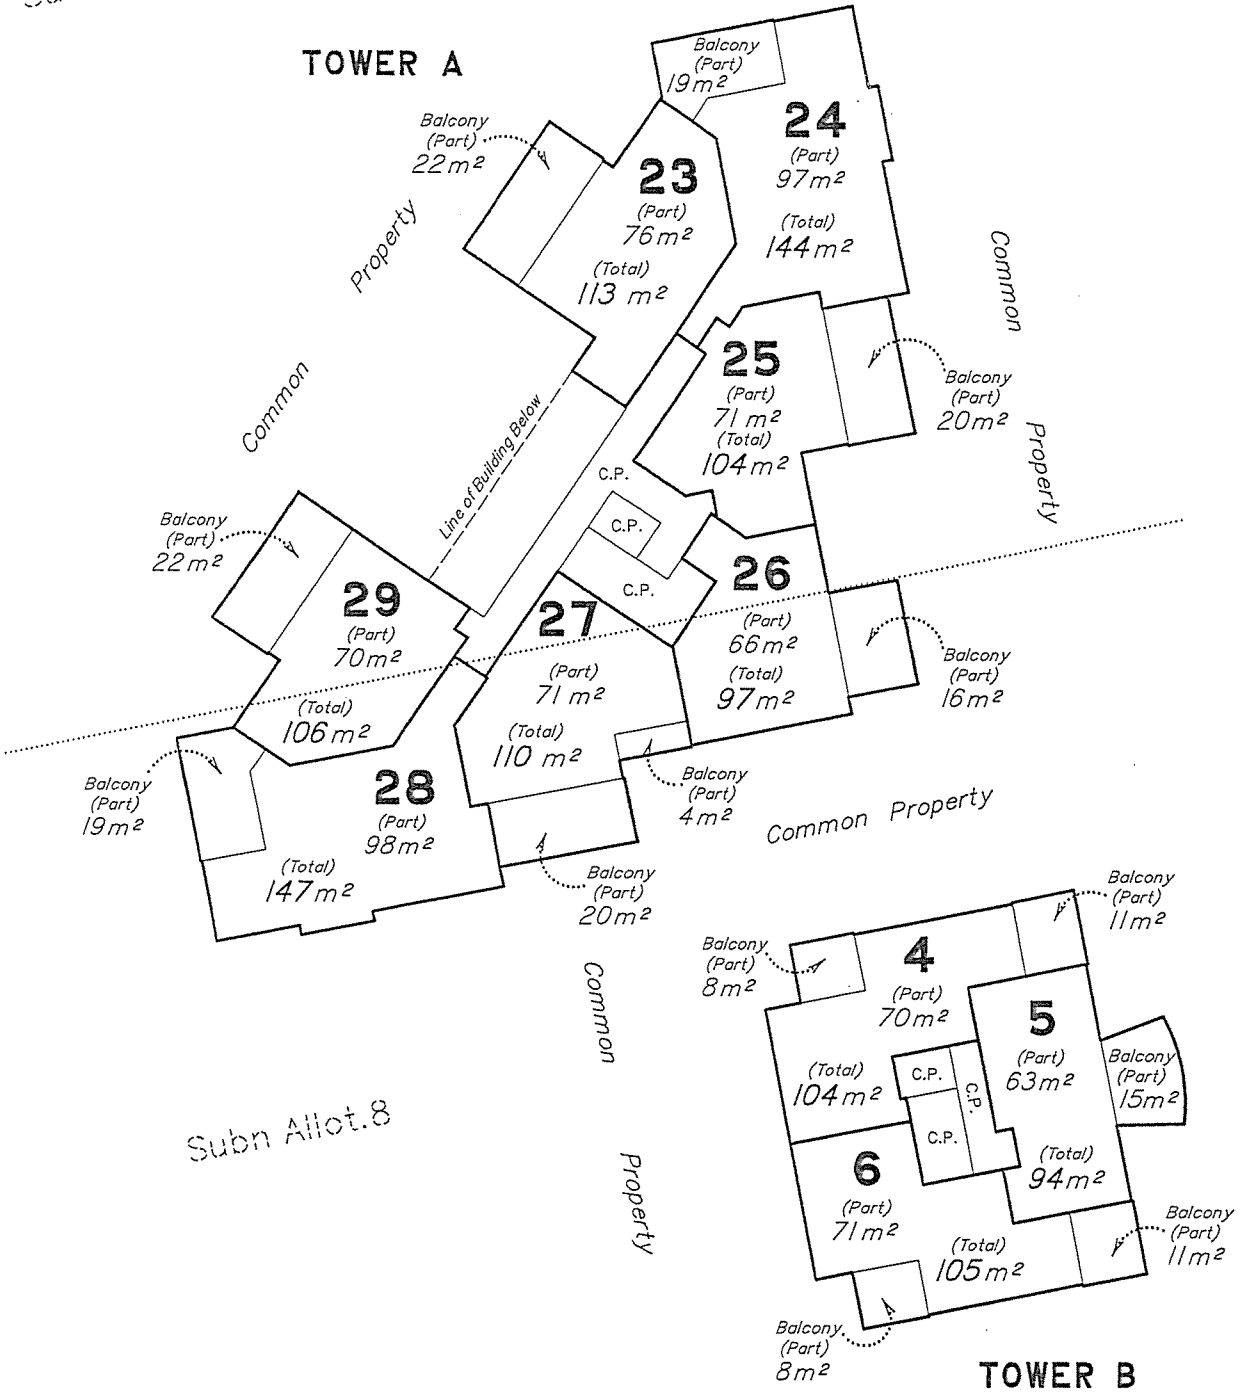 TOWER A
Balcony
(Part)
19m²
24
(Part)
97m²
(Total)
144m²
Balcony
(Part)
22m²
23
(Part)
76m²
(Total)
113 m²
Common
Property
Common
Property
25
(Part)
71 m²
(Total)
104m²
Balcony
(Part)
20m²
Line of Building Below
C.P.
C.P.
C.P.
Balcony
(Part)
22m²
29
(Part)
70m²
(Total)
106m²
27
(Part)
71 m²
(Total)
110 m²
26
(Part)
66m²
(Total)
97m²
Balcony
(Part)
16m²
Balcony
(Part)
19m²
28
(Part)
98m²
(Total)
147m²
Balcony
(Part)
4m²
Balcony
(Part)
20m²
Common Property
Common
Property
Subn Allot.8
Balcony
(Part)
8m²
4
(Part)
70m²
(Total)
104m²
Balcony
(Part)
11m²
5
(Part)
63m²
(Total)
94m²
Balcony
(Part)
15m²
C.P.
C.P.
C.P.
6
(Part)
71m²
(Total)
105m²
Balcony
(Part)
11m²
Balcony
(Part)
8m²
TOWER B